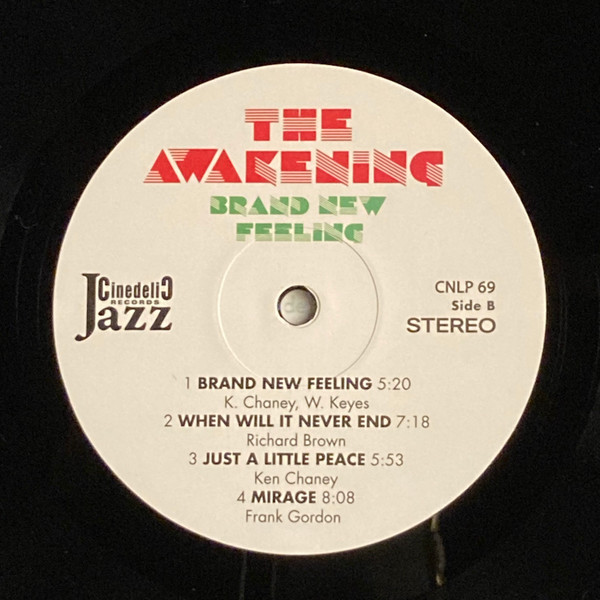 THE
AWAKENING
BRAND NEW
FEELING
CinedeliC
RECORDS
Jazz
CNLP 69
Side B
STEREO
1 BRAND NEW FEELING 5:20
K. Chaney, W. Keyes
2 WHEN WILL IT NEVER END 7:18
Richard Brown
3 JUST A LITTLE PEACE 5:53
Ken Chaney
4 MIRAGE 8:08
Frank Gordon